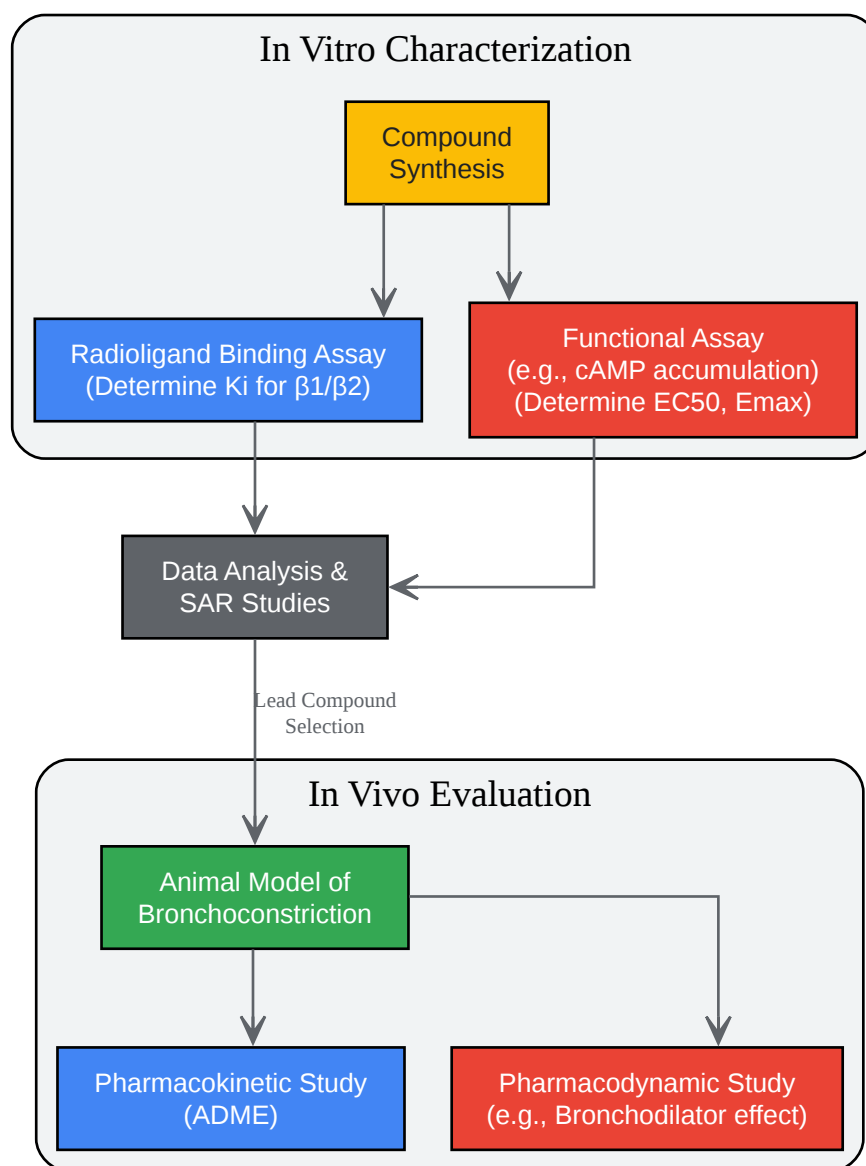 In Vitro Characterization
Compound
Synthesis
Radioligand Binding Assay
(Determine Ki for β1/β2)
Functional Assay
(e.g., cAMP accumulation)
(Determine EC50, Emax)
Data Analysis &
SAR Studies
Lead Compound
Selection
In Vivo Evaluation
Animal Model of
Bronchoconstriction
Pharmacokinetic Study
(ADME)
Pharmacodynamic Study
(e.g., Bronchodilator effect)